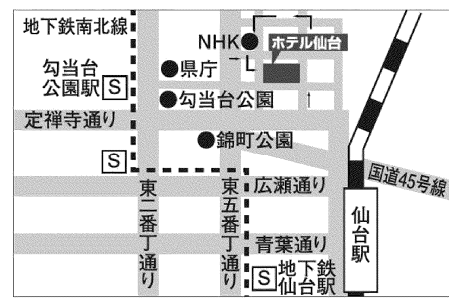 地下鉄南北線
NHK
ホテル仙台
県庁
勾当台
公園駅
S
勾当台公園
定禅寺通り
錦町公園
S
国道45号線
東二番丁通り
東五番丁通り
広瀬通り
仙台駅
青葉通り
S
地下鉄
仙台駅